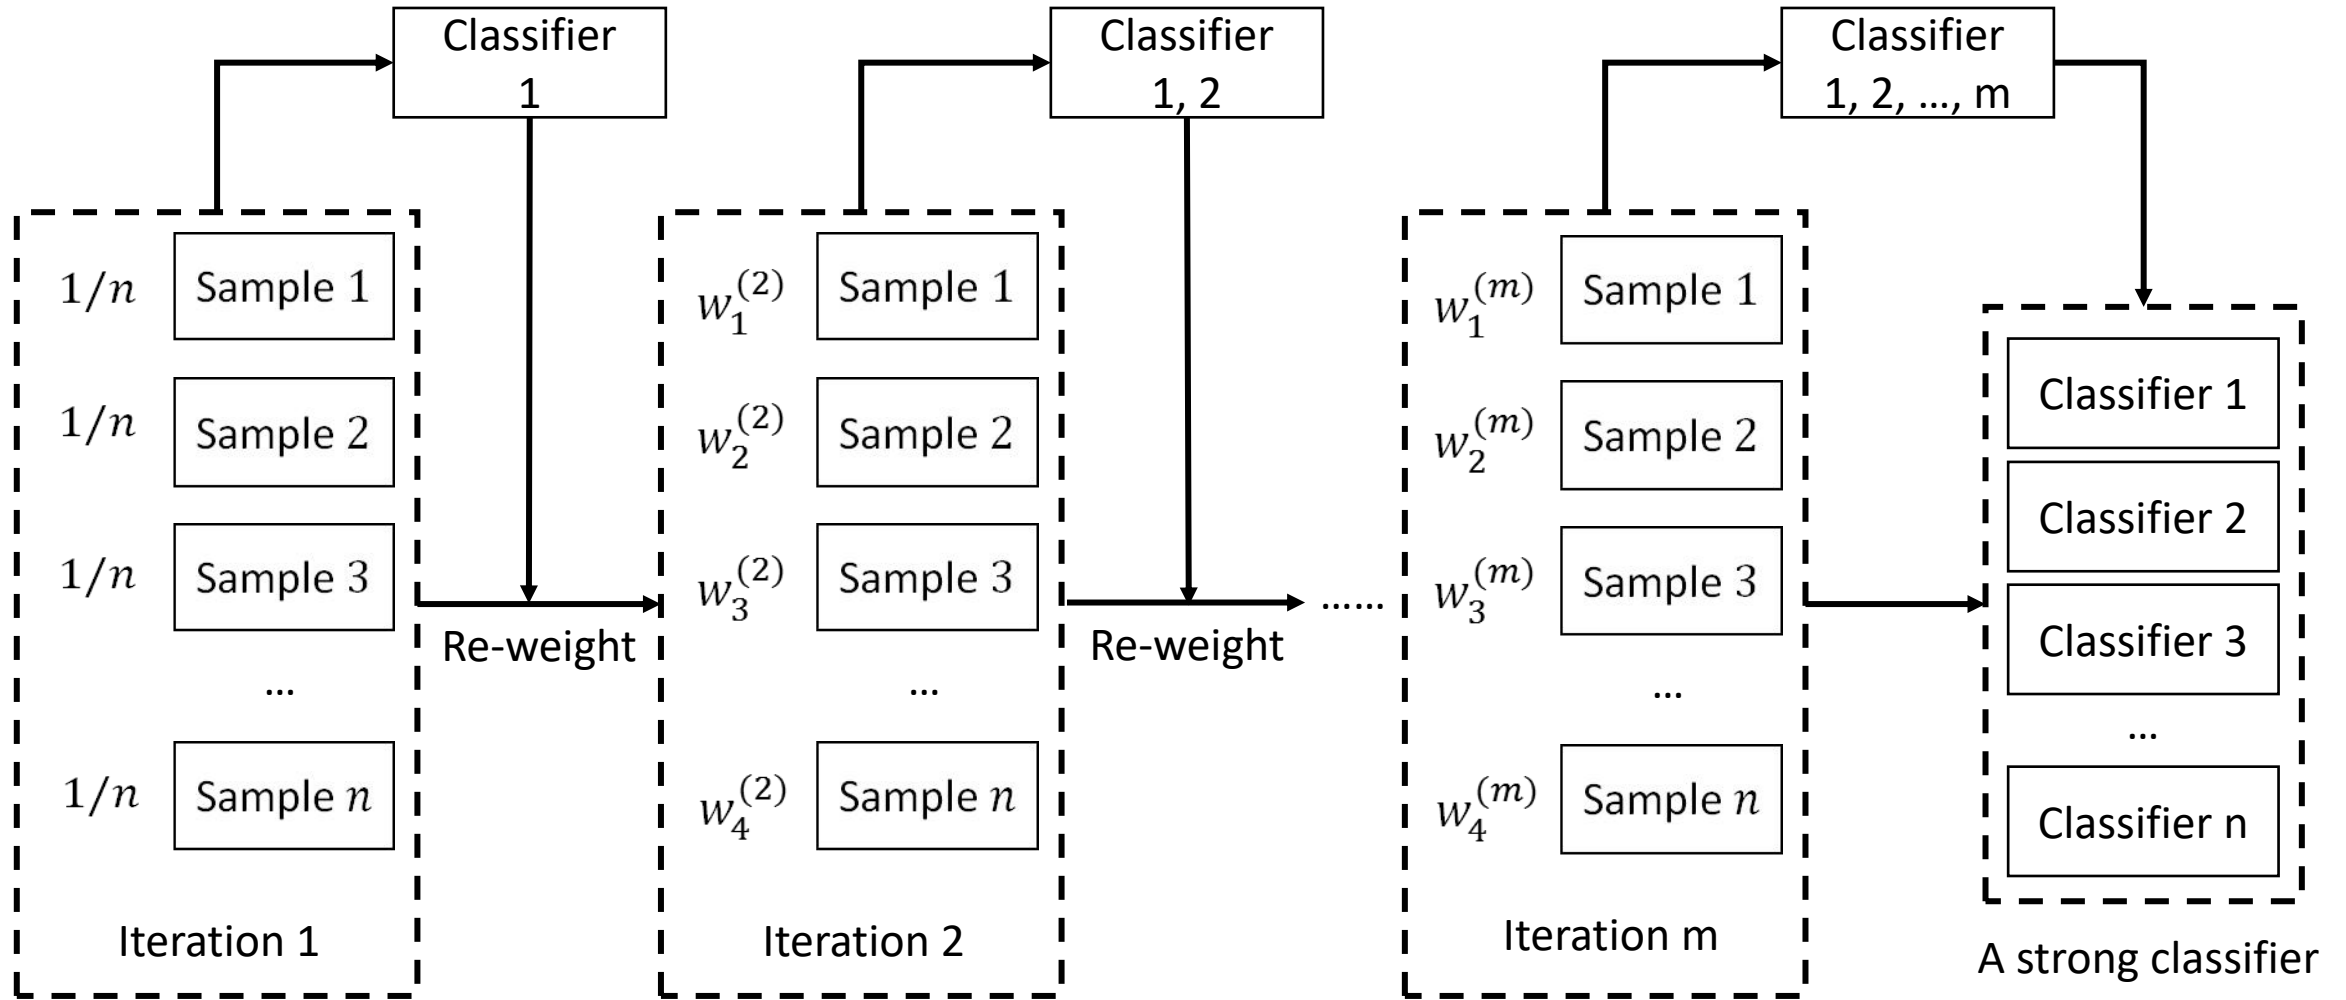 Classifier
1
Classifier
1, 2
Classifier
1, 2, ..., m
1/n Sample 1
1/n Sample 2
1/n Sample 3
...
1/n Sample n
Iteration 1
Re-weight
w_1^(2) Sample 1
w_2^(2) Sample 2
w_3^(2) Sample 3
...
w_4^(2) Sample n
Iteration 2
Re-weight
......
w_1^(m) Sample 1
w_2^(m) Sample 2
w_3^(m) Sample 3
...
w_4^(m) Sample n
Iteration m
Classifier 1
Classifier 2
Classifier 3
...
Classifier n
A strong classifier